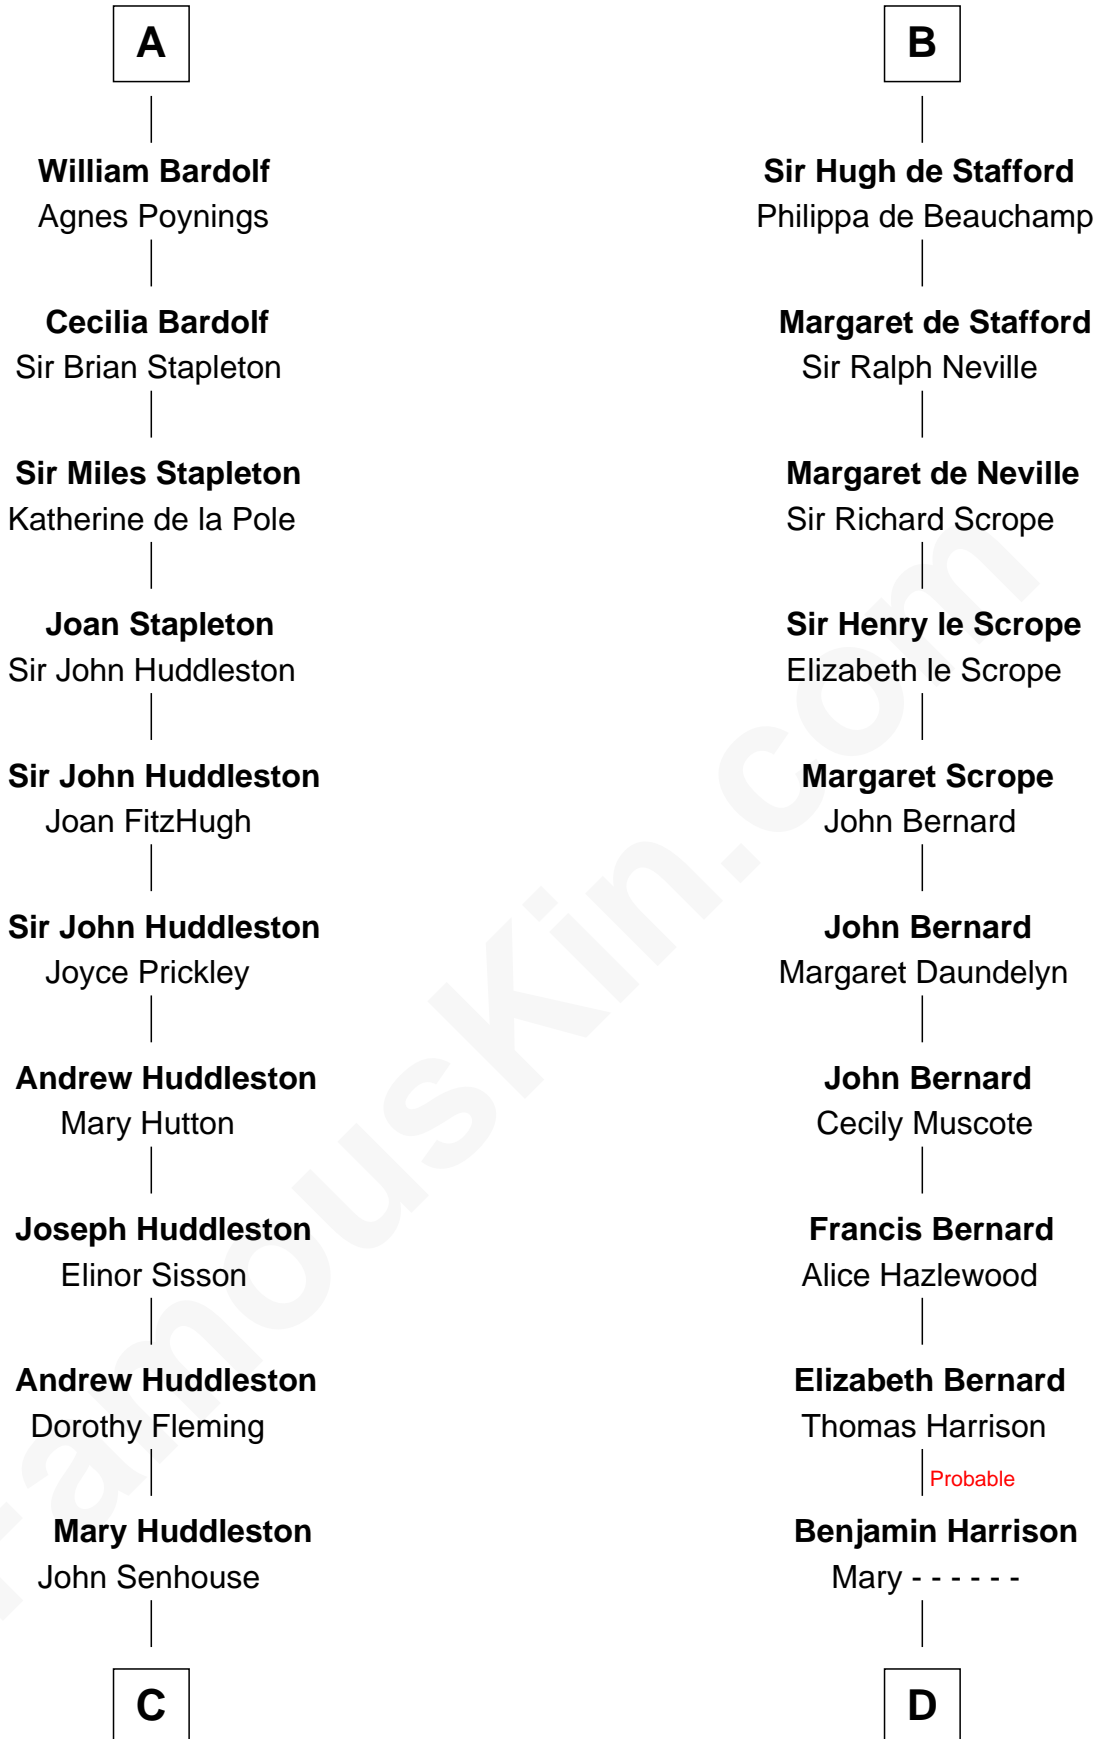 A
William Bardolf
Agnes Poynings
Cecilia Bardolf
Sir Brian Stapleton
Sir Miles Stapleton
Katherine de la Pole
Joan Stapleton
Sir John Huddleston
Sir John Huddleston
Joan FitzHugh
Sir John Huddleston
Joyce Prickley
Andrew Huddleston
Mary Hutton
Joseph Huddleston
Elinor Sisson
Andrew Huddleston
Dorothy Fleming
Mary Huddleston
John Senhouse
C
B
Sir Hugh de Stafford
Philippa de Beauchamp
Margaret de Stafford
Sir Ralph Neville
Margaret de Neville
Sir Richard Scrope
Sir Henry le Scrope
Elizabeth le Scrope
Margaret Scrope
John Bernard
John Bernard
Margaret Daundelyn
John Bernard
Cecily Muscote
Francis Bernard
Alice Hazlewood
Elizabeth Bernard
Thomas Harrison
Probable
Benjamin Harrison
Mary - - - - - -
D
FamousKin.com